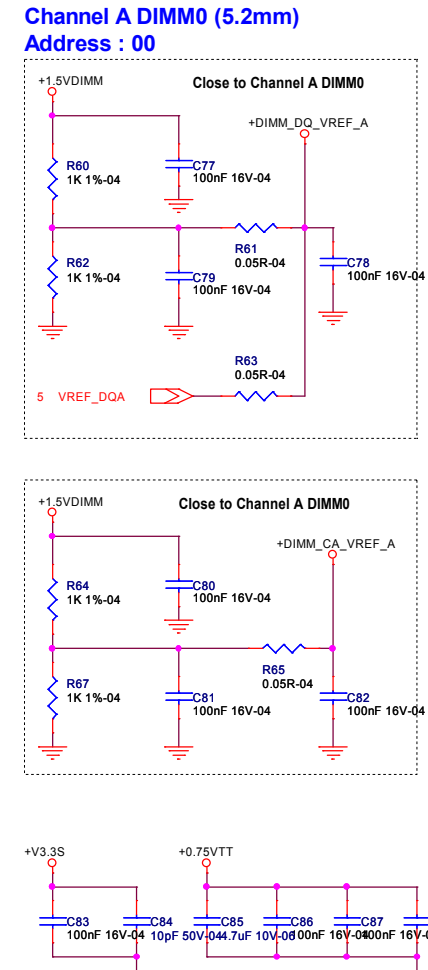 Channel A DIMM0 (5.2mm)
Address : 00
+1.5VDIMM
Close to Channel A DIMM0
+DIMM_DQ_VREF_A
R60
1K 1%-04
C77
100nF 16V-04
R61
0.05R-04
R62
1K 1%-04
C79
100nF 16V-04
C78
100nF 16V-04
R63
0.05R-04
5 VREF_DQA
+1.5VDIMM
Close to Channel A DIMM0
+DIMM_CA_VREF_A
R64
1K 1%-04
C80
100nF 16V-04
R65
0.05R-04
R67
1K 1%-04
C81
100nF 16V-04
C82
100nF 16V-04
+V3.3S
+0.75VTT
C83
100nF 16V-04
C84
10pF 50V-04
C85
4.7uF 10V-06
C86
100nF 16V-04
C87